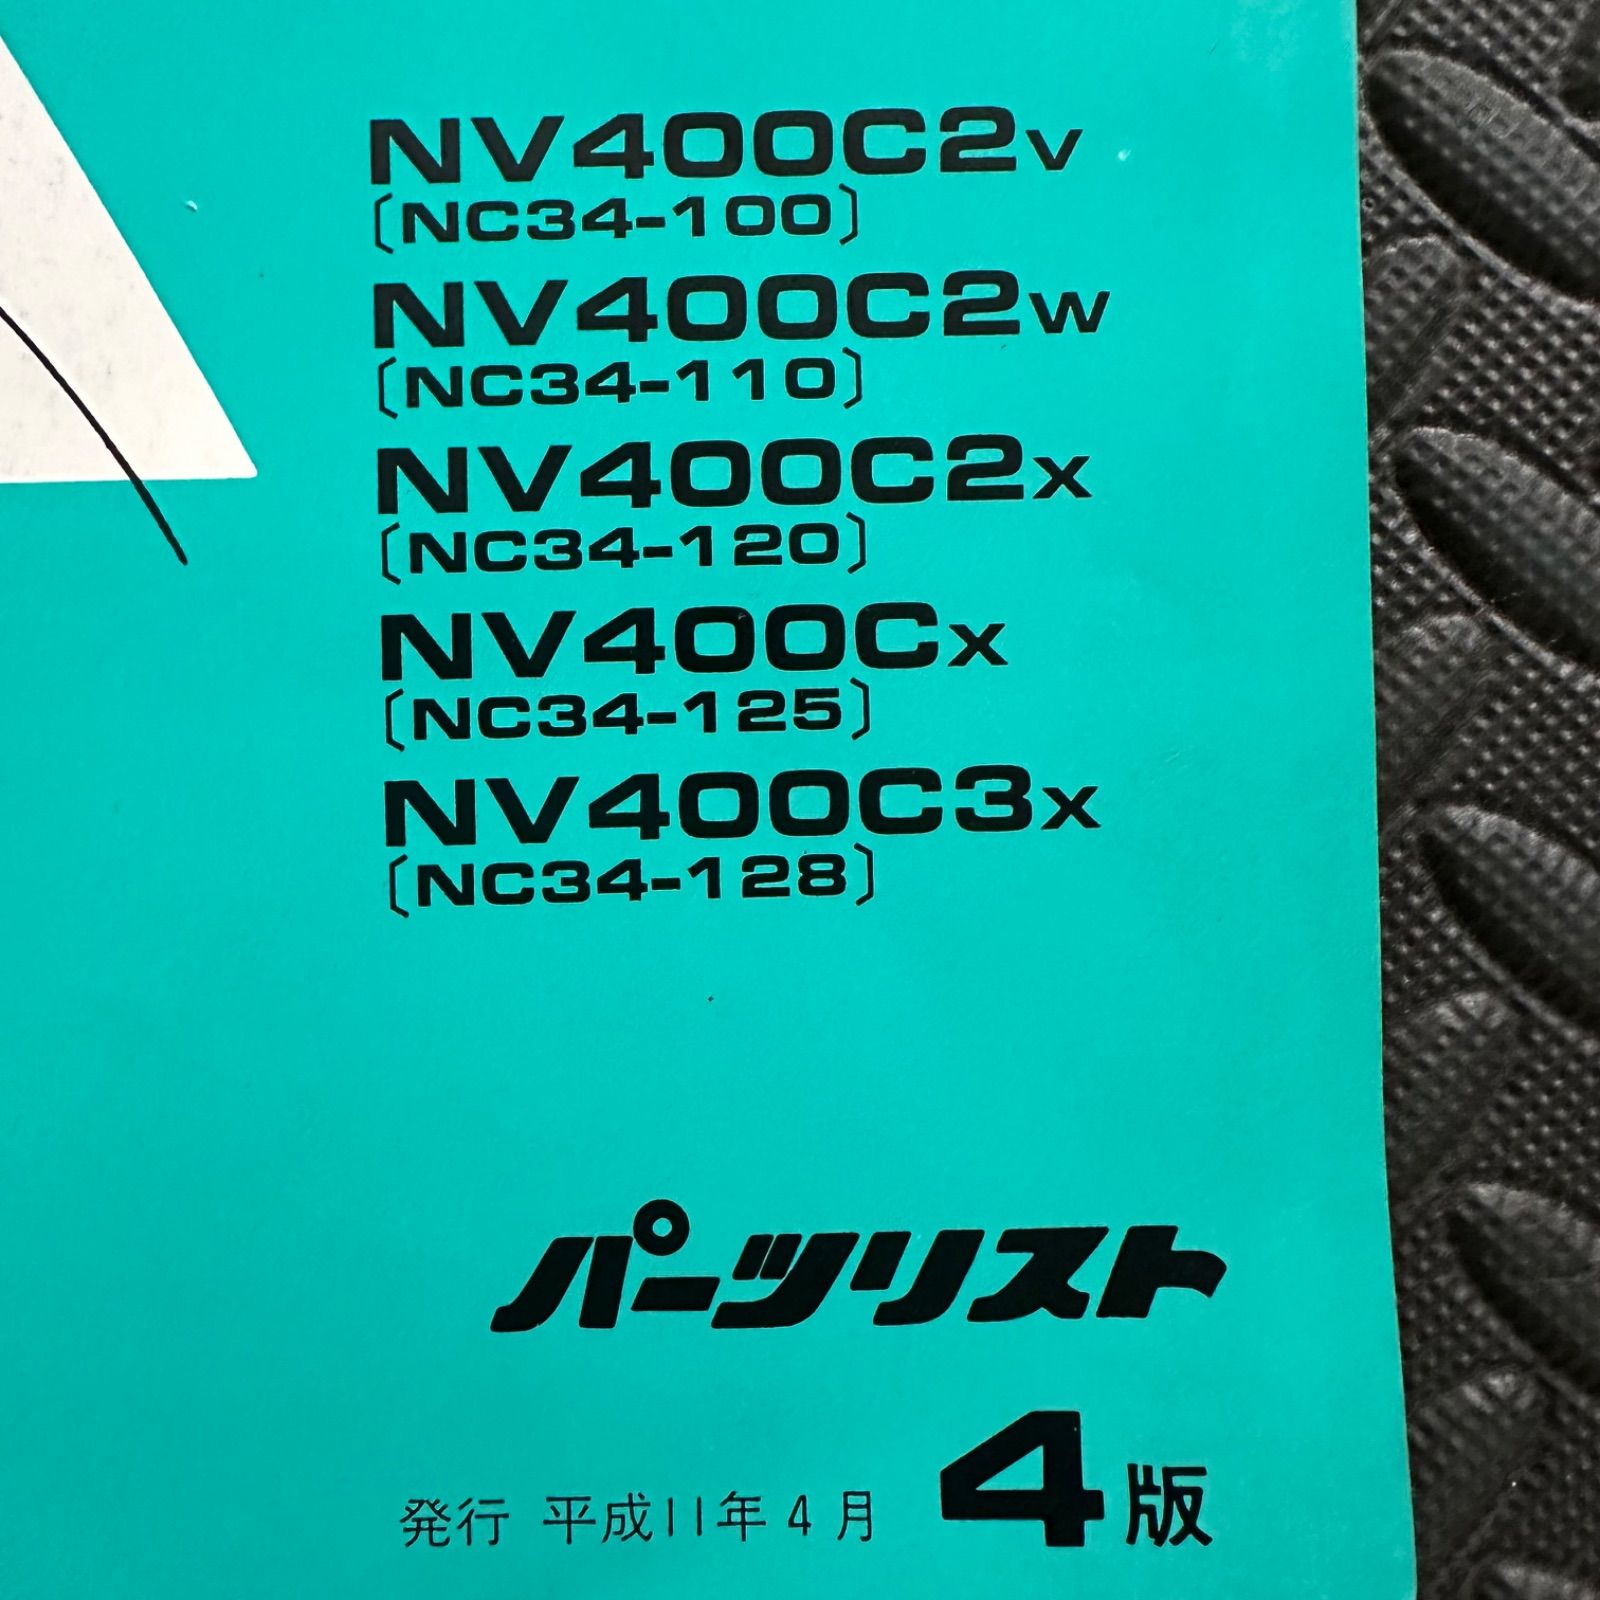 NV400C2V
〔NC34-100〕
NV400C2W
〔NC34-110〕
NV400C2X
〔NC34-120〕
NV400CX
〔NC34-125〕
NV400C3X
〔NC34-128〕
パーツリスト
発行 平成11年4月 4版